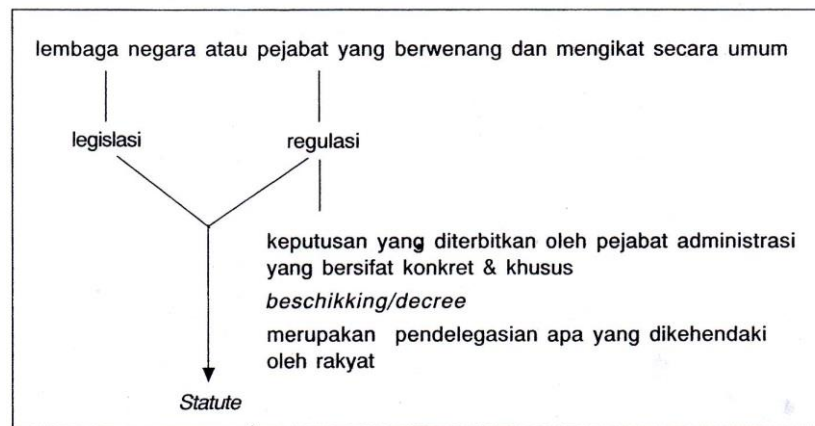 lembaga negara atau pejabat yang berwenang dan mengikat secara umum
legislasi
regulasi
keputusan yang diterbitkan oleh pejabat administrasi
yang bersifat konkret & khusus
beschikking/decree
merupakan pendelegasian apa yang dikehendaki
oleh rakyat
Statute